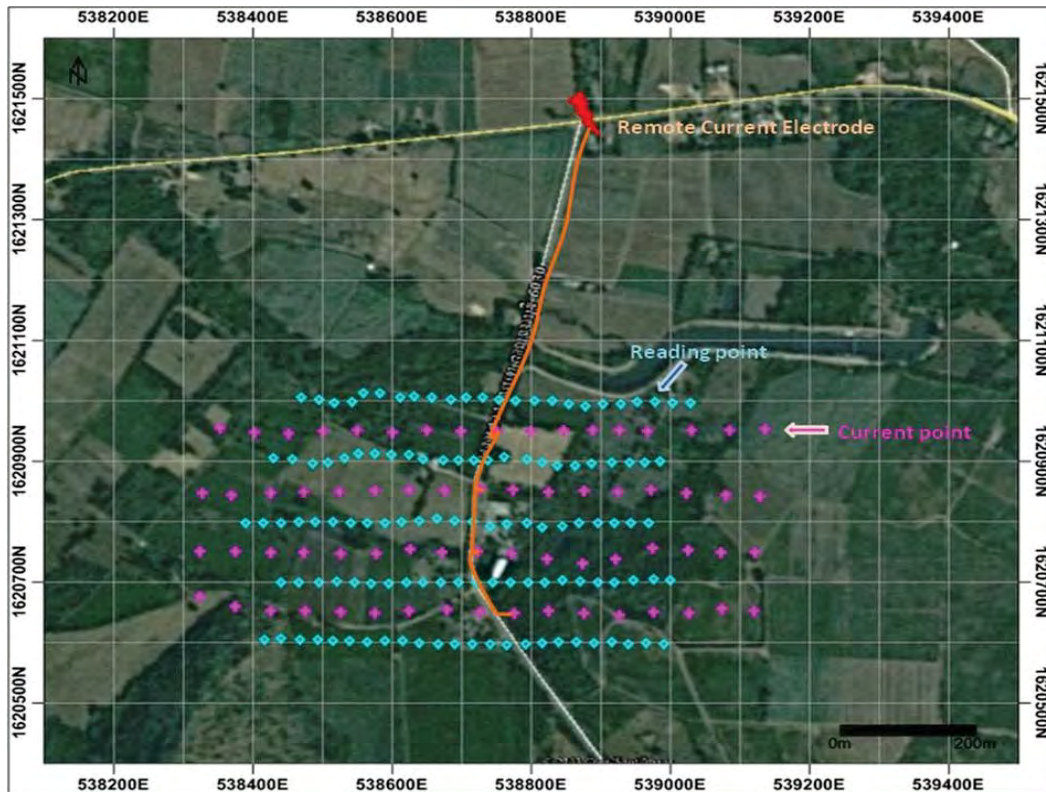 538200E 538400E 538600E 538800E 539000E 539200E 539400E
1621500N 1621500N
Remote Current Electrode
1621300N 1621300N
1621100N 1621100N
Reading point
Current point
1620900N 1620900N
1620700N 1620700N
1620500N 1620500N
0m 200m
538200E 538400E 538600E 538800E 539000E 539200E 539400E